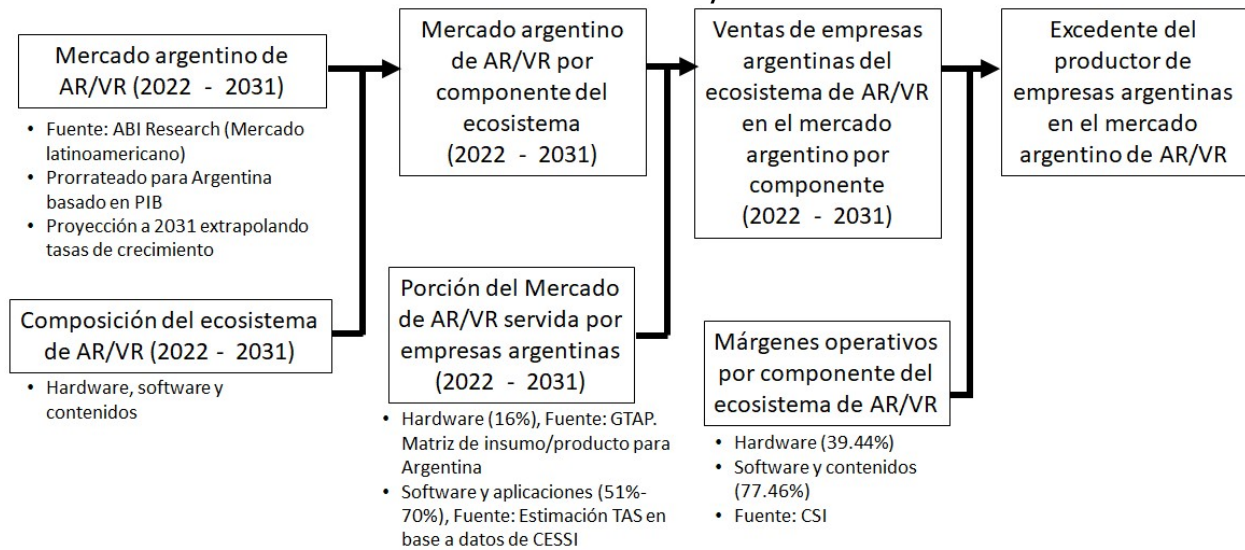 Mercado argentino de
AR/VR (2022 - 2031)
• Fuente: ABI Research (Mercado
latinoamericano)
• Prorrateado para Argentina
basado en PIB
• Proyección a 2031 extrapolando
tasas de crecimiento
Composición del ecosistema
de AR/VR (2022 - 2031)
• Hardware, software y
contenidos
Mercado argentino
de AR/VR por
componente del
ecosistema
(2022 - 2031)
Porción del Mercado
de AR/VR servida por
empresas argentinas
(2022 - 2031)
• Hardware (16%), Fuente: GTAP.
Matriz de insumo/producto para
Argentina
• Software y aplicaciones (51%-
70%), Fuente: Estimación TAS en
base a datos de CESSI
Ventas de empresas
argentinas del
ecosistema de AR/VR
en el mercado
argentino por
componente
(2022 - 2031)
Márgenes operativos
por componente del
ecosistema de AR/VR
• Hardware (39.44%)
• Software y contenidos
(77.46%)
• Fuente: CSI
Excedente del
productor de
empresas argentinas
en el mercado
argentino de AR/VR